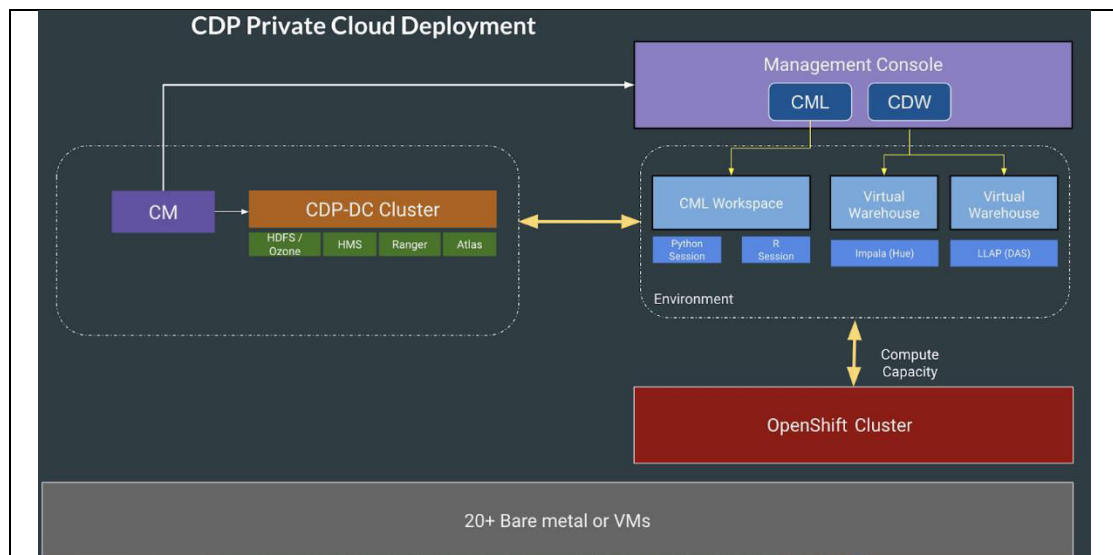 CDP Private Cloud Deployment
Management Console
CML
CDW
CM
CDP-DC Cluster
HDFS /
Ozone
HMS
Ranger
Atlas
CML Workspace
Python
Session
R
Session
Virtual
Warehouse
Impala (Hue)
Virtual
Warehouse
LLAP (DAS)
Environment
Compute
Capacity
OpenShift Cluster
20+ Bare metal or VMs